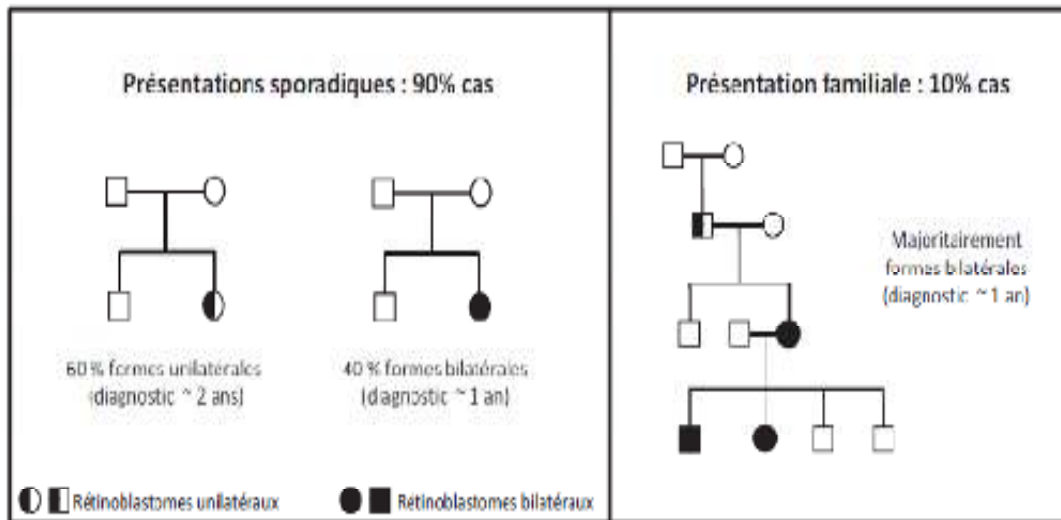 Présentations sporadiques : 90% cas
60 % formes unilatérales
(diagnostic ~ 2 ans)
40 % formes bilatérales
(diagnostic ~ 1 an)
Rétinoblastomes unilatéraux
Rétinoblastomes bilatéraux
Présentation familiale : 10% cas
Majoritairement
formes bilatérales
(diagnostic ~ 1 an)